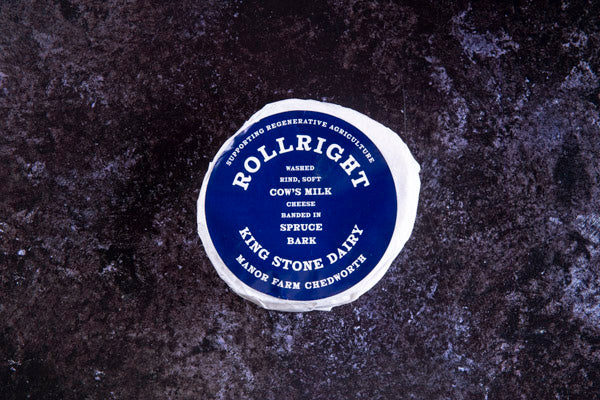 SUPPORTING REGENERATIVE AGRICULTURE
ROLLRIGHT
WASHED
RIND, SOFT
COW'S MILK
CHEESE
BANDED IN
SPRUCE
BARK
KING STONE DAIRY
MANOR FARM CHEDWORTH